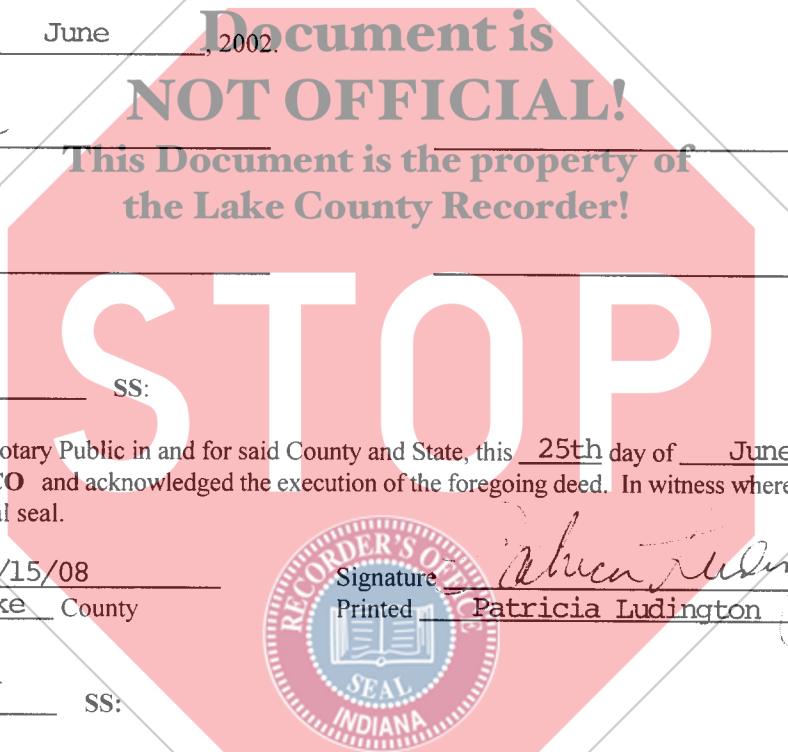 June, 2002.
Document is
NOT OFFICIAL!
This Document is the property of
the Lake County Recorder!
STOP
SS:
otary Public in and for said County and State, this 25th day of June
CO and acknowledged the execution of the foregoing deed. In witness where
l seal.
/15/08
ke County
Signature Patricia Luding
Printed Patricia Ludington
RECORDER'S OFFICE
SEAL
INDIANA
SS: